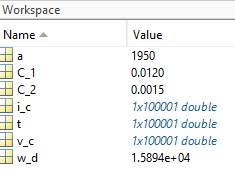 Workspace
Name Value
a 1950
C_1 0.0120
C_2 0.0015
i_c 1x100001 double
t 1x100001 double
v_c 1x100001 double
w_d 1.5894e+04